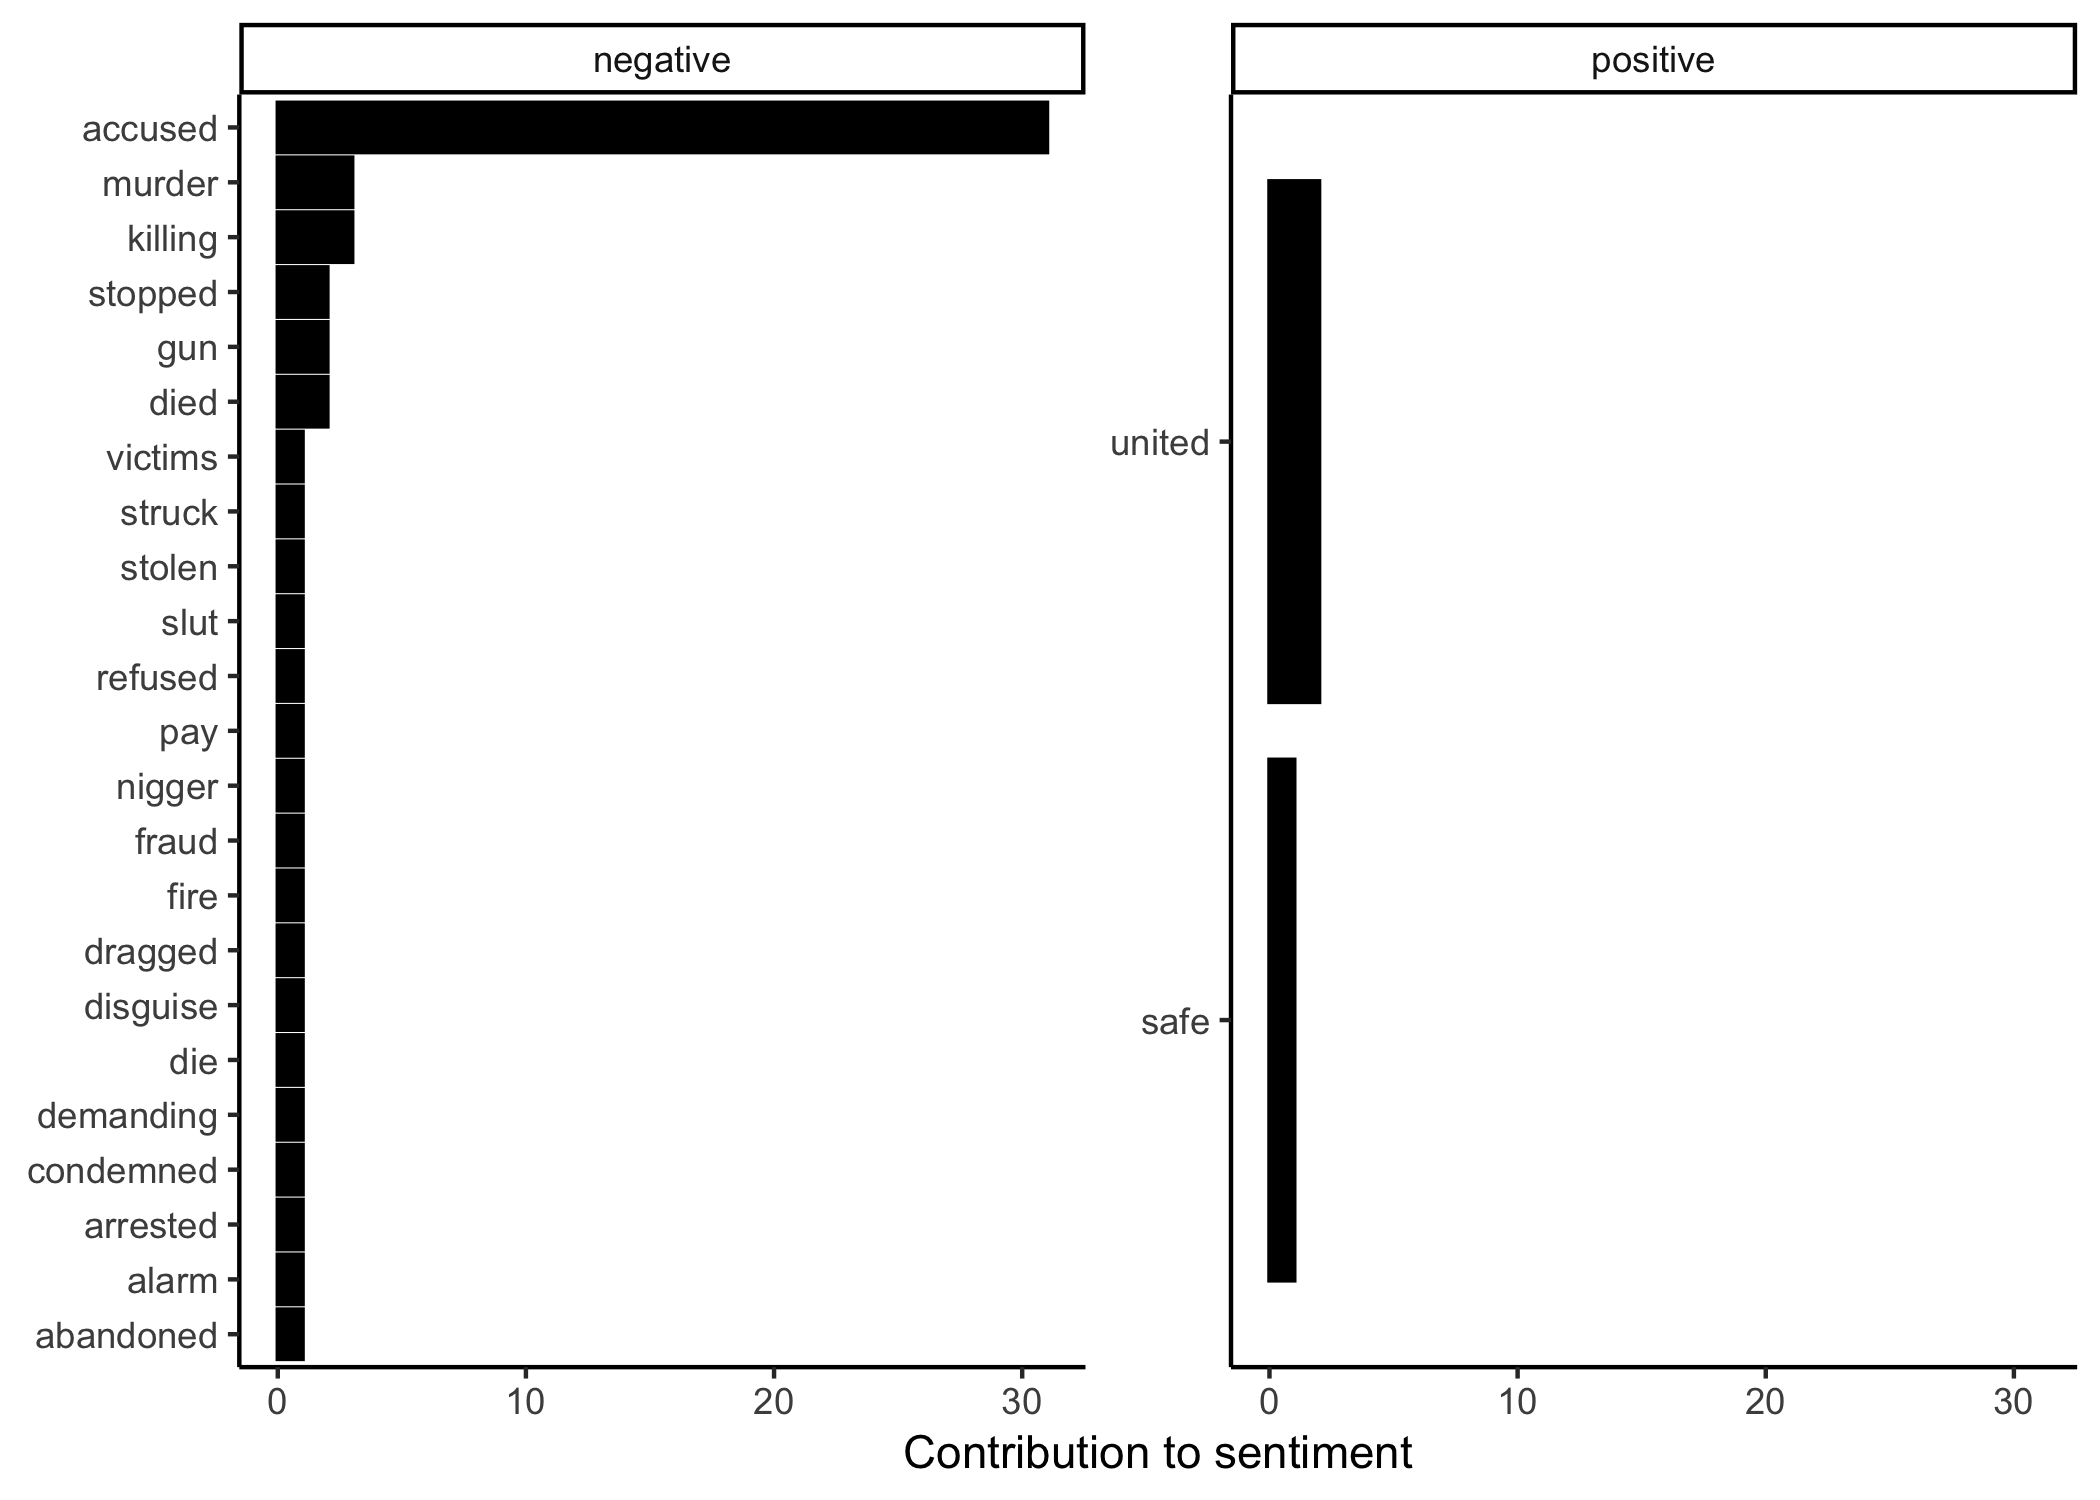 negative
accused
murder
killing
stopped
gun
died
victims
struck
stolen
slut
refused
pay
nigger
fraud
fire
dragged
disguise
die
demanding
condemned
arrested
alarm
abandoned
0 10 20 30
positive
united
safe
0 10 20 30
Contribution to sentiment